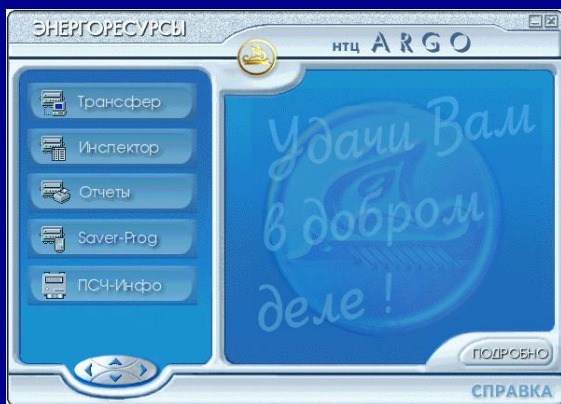 ЭНЕРГОРЕСУРСЫ
НТЦ ARGO
Трансфер
Инспектор
Отчеты
Saver-Prog
ПСЧ-Инфо
Удачи Вам
в добром
деле !
ПОДРОБНО
СПРАВКА